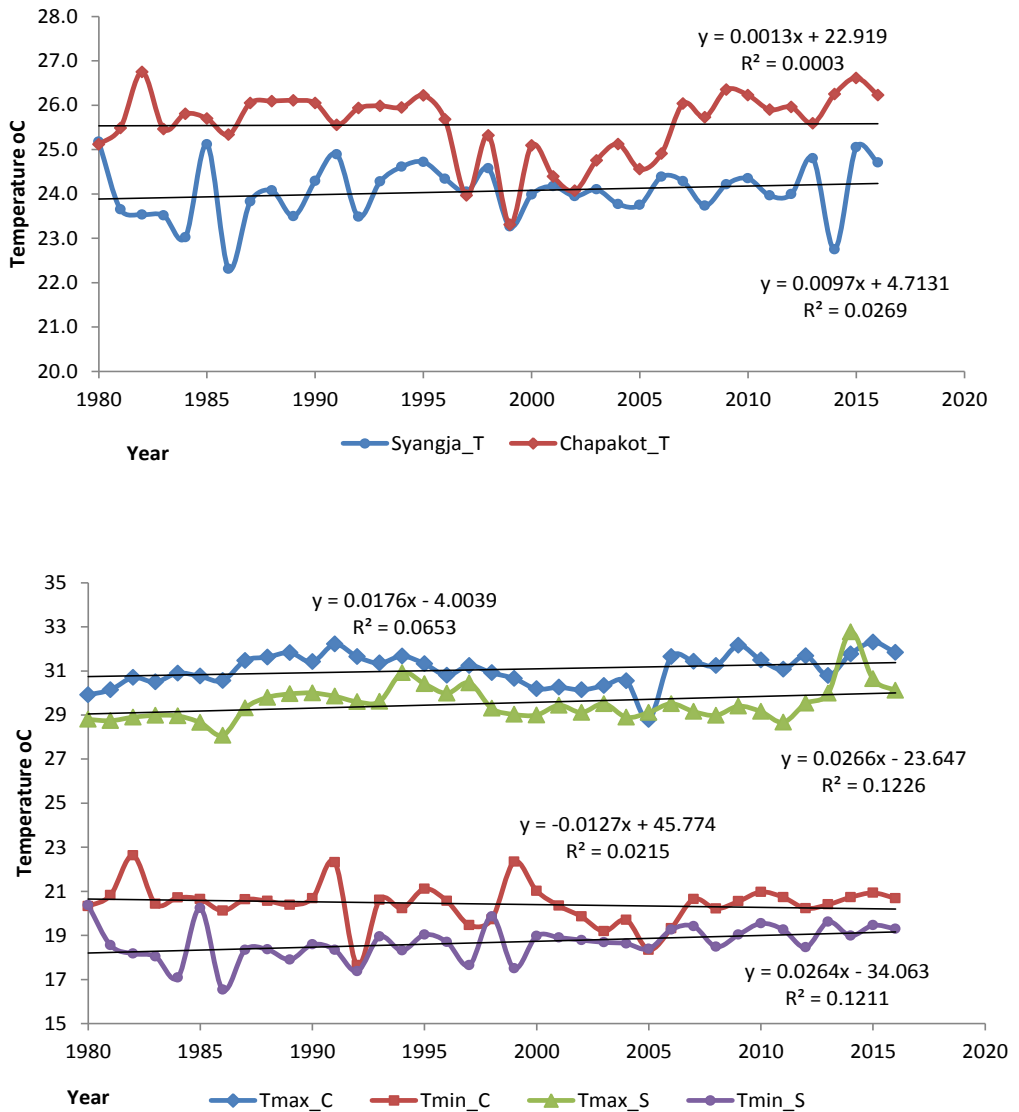 28.0
27.0
26.0
25.0
24.0
23.0
22.0
21.0
20.0
Temperature oC
y = 0.0013x + 22.919
R² = 0.0003
y = 0.0097x + 4.7131
R² = 0.0269
1980 1985 1990 1995 2000 2005 2010 2015 2020
Year
Syangja_T Chapakot_T
35
33
31
29
27
25
23
21
19
17
15
Temperature oC
y = 0.0176x - 4.0039
R² = 0.0653
y = 0.0266x - 23.647
R² = 0.1226
y = -0.0127x + 45.774
R² = 0.0215
y = 0.0264x - 34.063
R² = 0.1211
1980 1985 1990 1995 2000 2005 2010 2015 2020
Year
Tmax_C Tmin_C Tmax_S Tmin_S